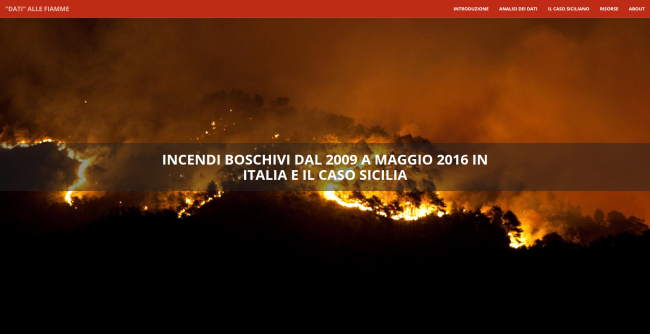 "DATI" ALLE FIAMME
INTRODUZIONE
ANALISI DEI DATI
IL CASO SICILIANO
RISORSE
ABOUT
INCENDI BOSCHIVI DAL 2009 A MAGGIO 2016 IN
ITALIA E IL CASO SICILIA